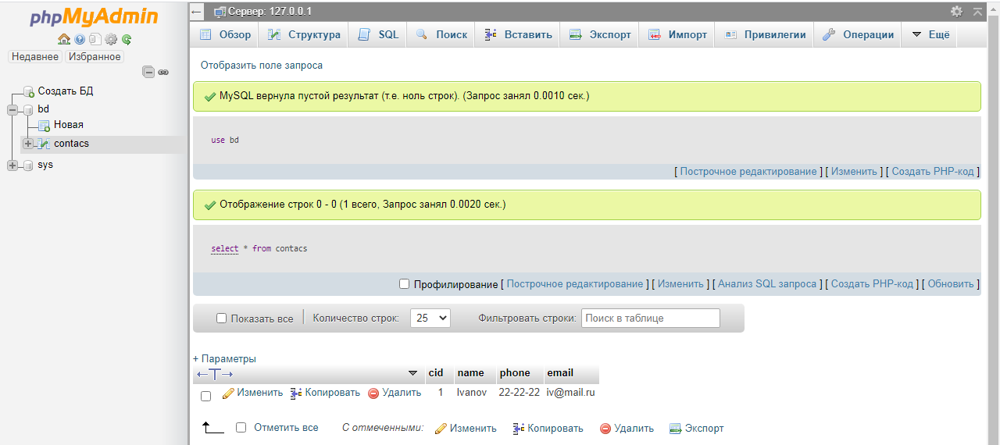 phpMyAdmin
Недавнее Избранное
Создать БД
bd
Новая
contacs
sys
Сервер: 127.0.0.1
Обзор Структура SQL Поиск Вставить Экспорт Импорт Привилегии Операции Ещё
Отобразить поле запроса
MySQL вернула пустой результат (т.е. ноль строк). (Запрос занял 0.0010 сек.)
use bd
[ Построчное редактирование ] [ Изменить ] [ Создать PHP-код ]
Отображение строк 0 - 0 (1 всего, Запрос занял 0.0020 сек.)
select * from contacs
Профилирование [ Построчное редактирование ] [ Изменить ] [ Анализ SQL запроса ] [ Создать PHP-код ] [ Обновить ]
Показать все Количество строк: 25 Фильтровать строки: Поиск в таблице
+ Параметры
cid name phone email
Изменить Копировать Удалить 1 Ivanov 22-22-22 iv@mail.ru
Отметить все С отмеченными: Изменить Копировать Удалить Экспорт